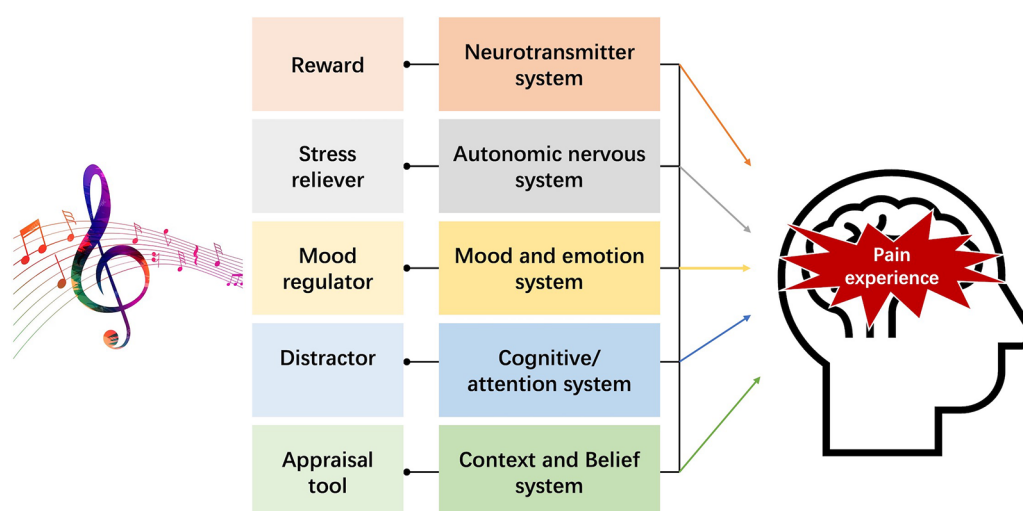 Reward
Neurotransmitter
system
Stress
reliever
Autonomic nervous
system
Mood
regulator
Mood and emotion
system
Distractor
Cognitive/
attention system
Appraisal
tool
Context and Belief
system
Pain
experience